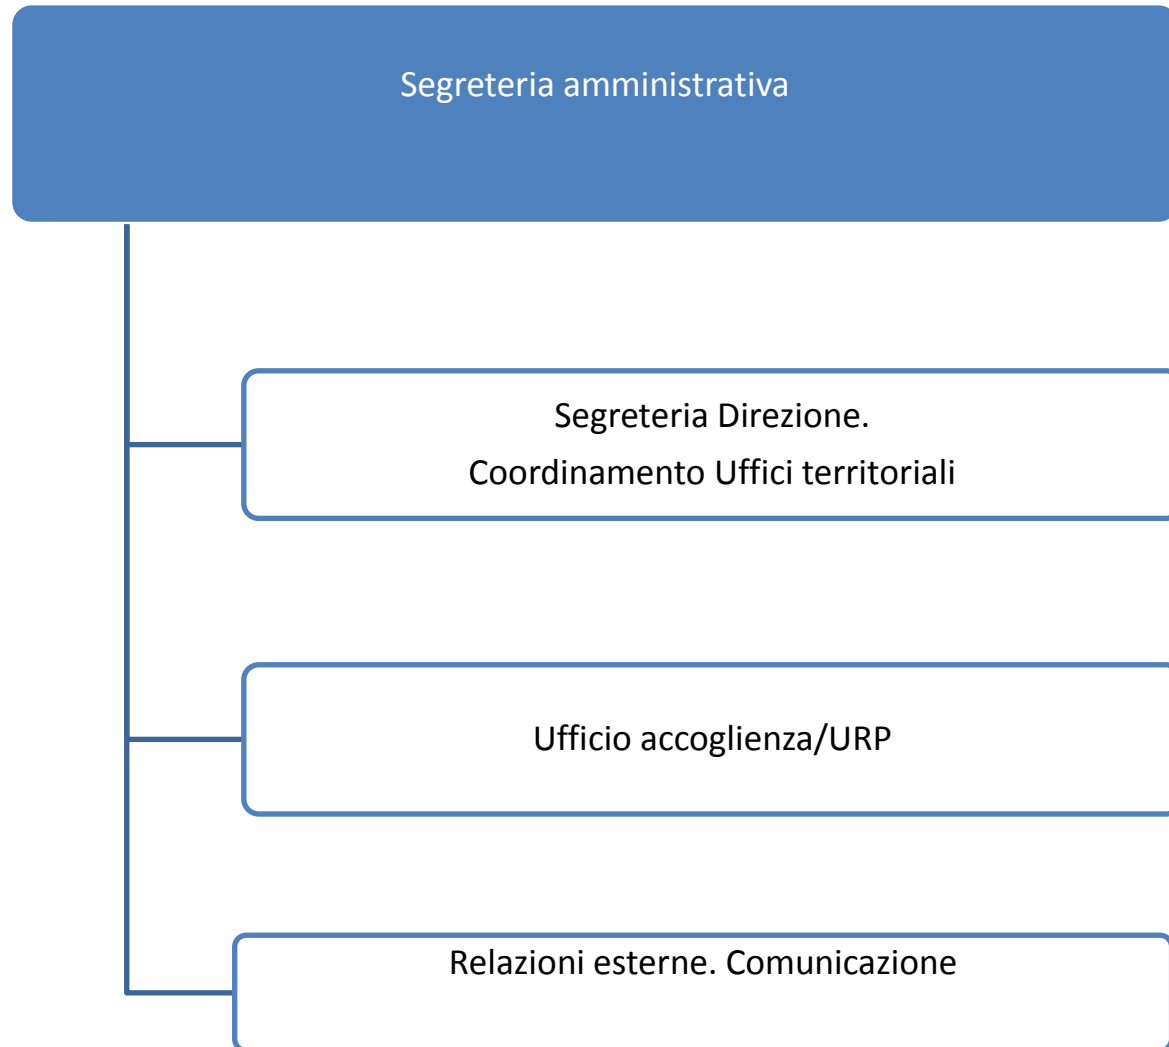 Segreteria amministrativa
Segreteria Direzione.
Coordinamento Uffici territoriali
Ufficio accoglienza/URP
Relazioni esterne. Comunicazione